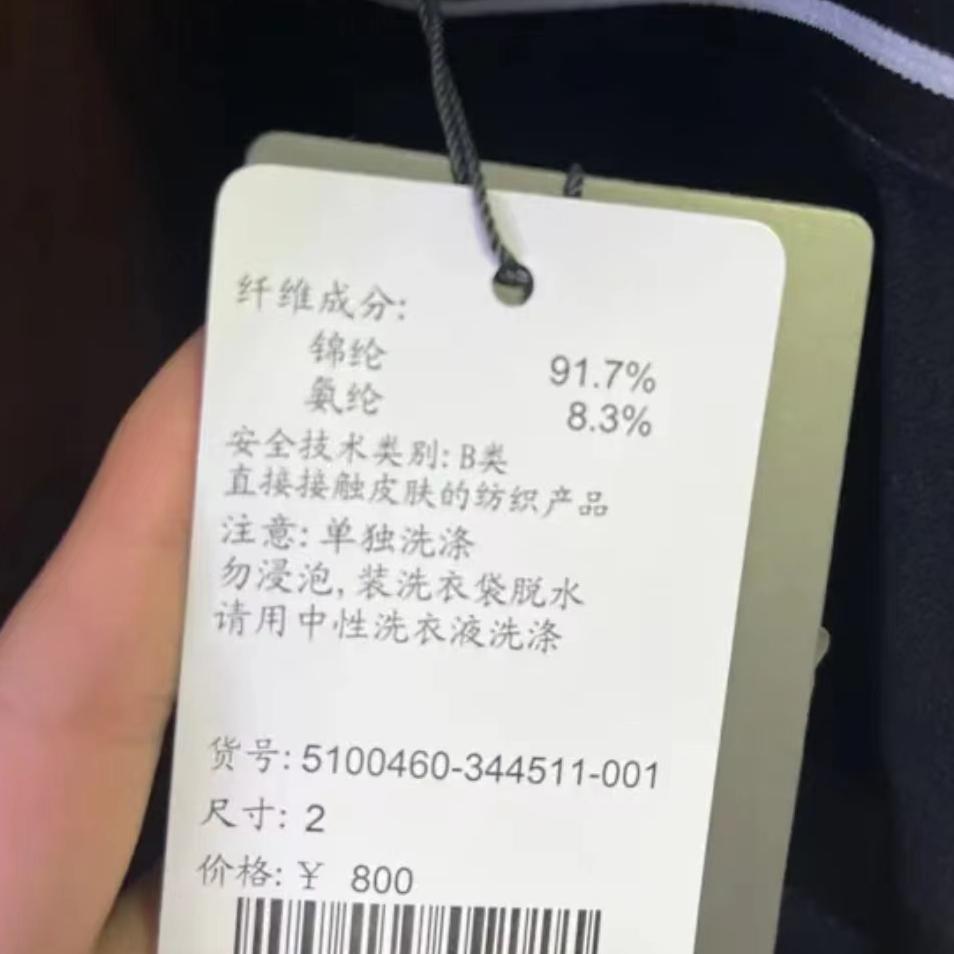 纤维成分:
锦纶 91.7%
氨纶 8.3%
安全技术类别: B类
直接接触皮肤的纺织产品
注意: 单独洗涤
勿浸泡, 装洗衣袋脱水
请用中性洗衣液洗涤
货号: 5100460-344511-001
尺寸: 2
价格: ¥ 800